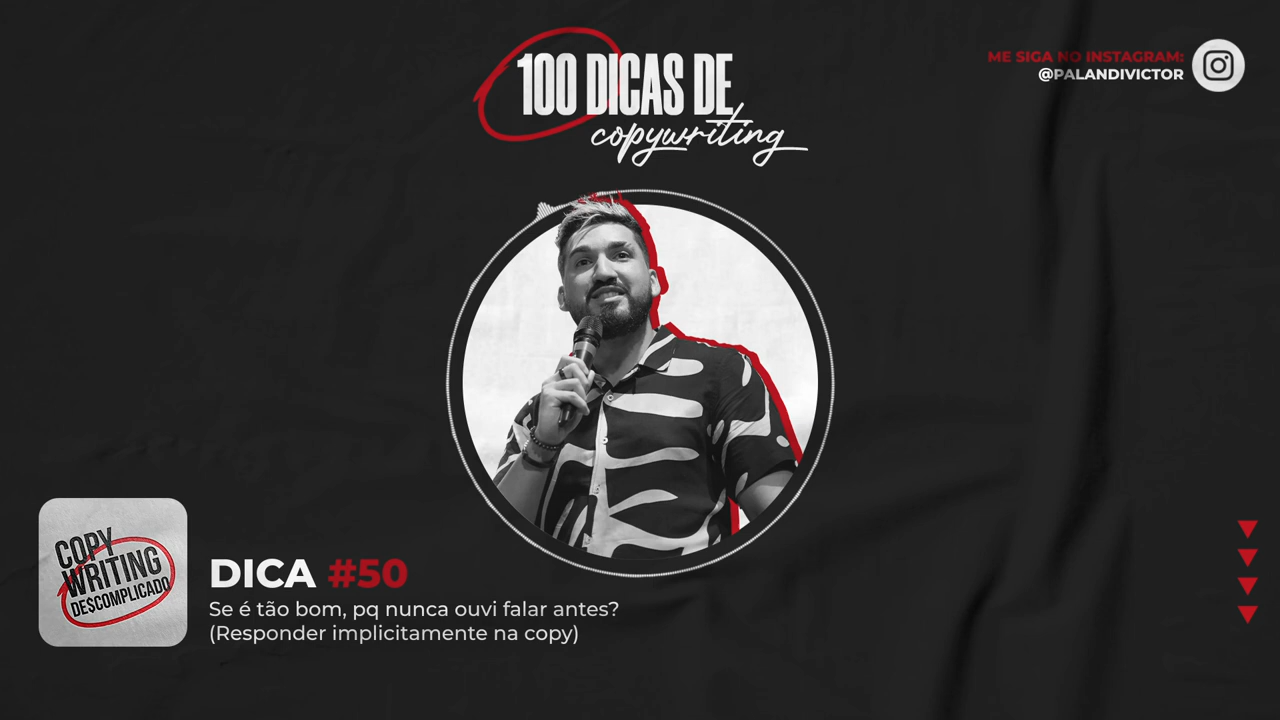 100 DICAS DE
copywriting
ME SIGA NO INSTAGRAM:
@PALANDIVICTOR
COPY
WRITING
DESCOMPLICADO
DICA #50
Se é tão bom, pq nunca ouvi falar antes?
(Responder implicitamente na copy)